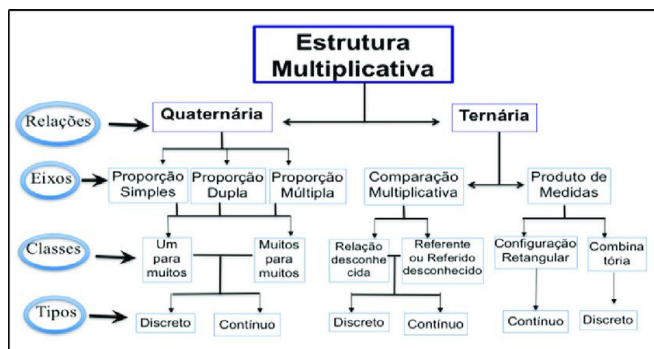 Estrutura
Multiplicativa
Relações
Quaternária
Ternária
Eixos
Proporção
Simples
Proporção
Dupla
Proporção
Múltipla
Comparação
Multiplicativa
Produto de
Medidas
Classes
Um
para
muitos
Muitos
para
muitos
Relação
desconhe
cida
Referente
ou Referido
desconhecido
Configuração
Retangular
Combina
tória
Tipos
Discreto
Contínuo
Discreto
Contínuo
Contínuo
Discreto